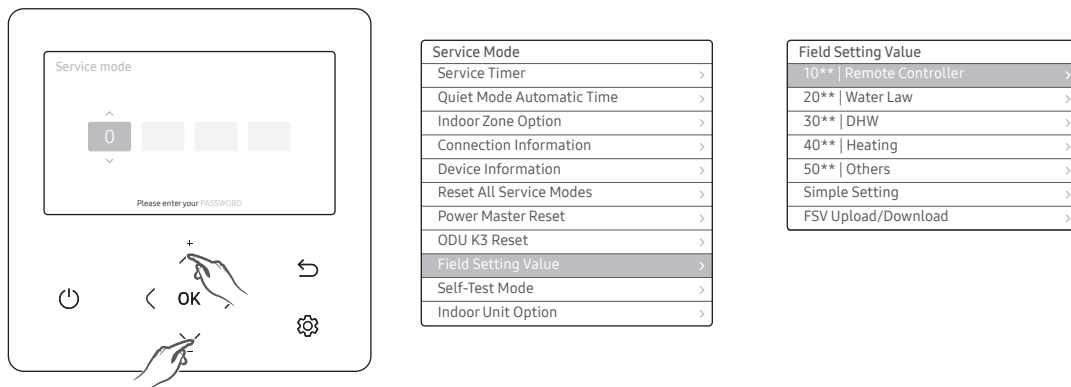 Service mode
0
Please enter your PASSWORD
+
OK
-
Service Mode
Service Timer
Quiet Mode Automatic Time
Indoor Zone Option
Connection Information
Device Information
Reset All Service Modes
Power Master Reset
ODU K3 Reset
Field Setting Value
Self-Test Mode
Indoor Unit Option
Field Setting Value
10** | Remote Controller
20** | Water Law
30** | DHW
40** | Heating
50** | Others
Simple Setting
FSV Upload/Download